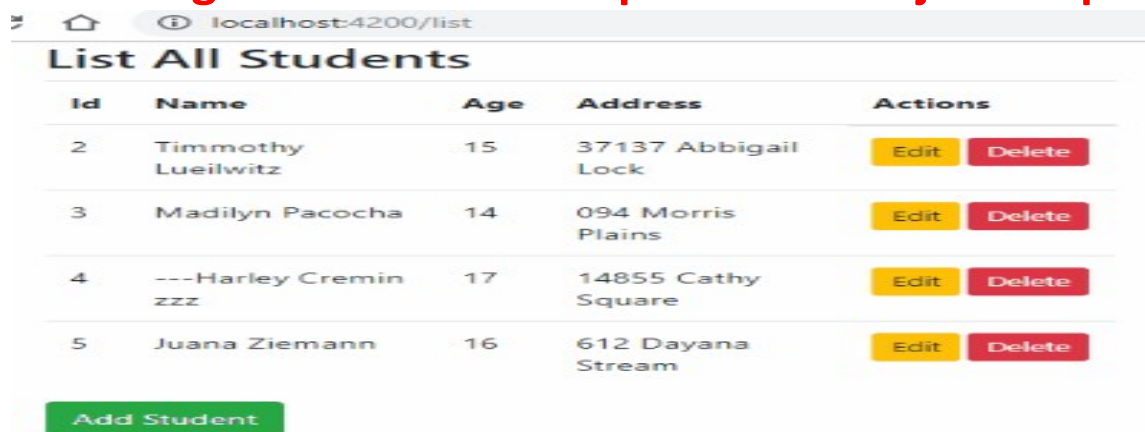 localhost:4200/list
List All Students
Id Name Age Address Actions
2 Timmothy 15 37137 Abbigail Edit Delete
Lueilwitz Lock
3 Madilyn Pacocha 14 094 Morris Edit Delete
Plains
4 ---Harley Cremin 17 14855 Cathy Edit Delete
zzz Square
5 Juana Ziemann 16 612 Dayana Edit Delete
Stream
Add Student